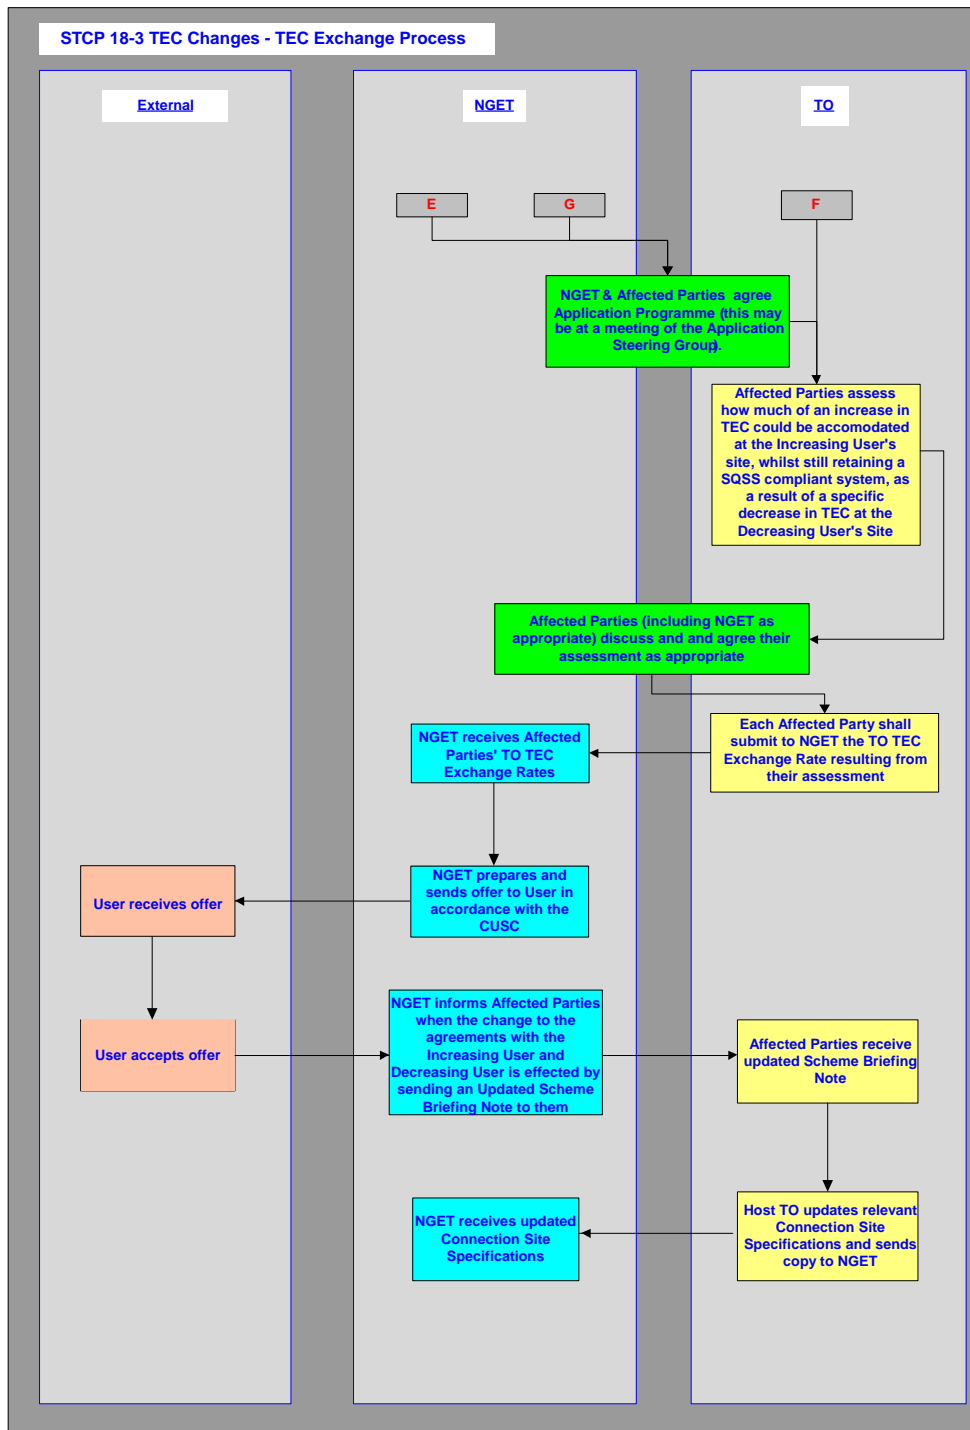 STCP 18-3 TEC Changes - TEC Exchange Process
External
NGET
TO
E
G
F
NGET & Affected Parties agree
Application Programme (this may
be at a meeting of the Application
Steering Group).
Affected Parties assess
how much of an increase in
TEC could be accomodated
at the Increasing User's
site, whilst still retaining a
SQSS compliant system, as
a result of a specific
decrease in TEC at the
Decreasing User's Site
Affected Parties (including NGET as
appropriate) discuss and and agree their
assessment as appropriate
Each Affected Party shall
submit to NGET the TO TEC
Exchange Rate resulting from
their assessment
NGET receives Affected
Parties' TO TEC
Exchange Rates
NGET prepares and
sends offer to User in
accordance with the
CUSC
User receives offer
User accepts offer
NGET informs Affected Parties
when the change to the
agreements with the
Increasing User and
Decreasing User is effected by
sending an Updated Scheme
Briefing Note to them
Affected Parties receive
updated Scheme Briefing
Note
Host TO updates relevant
Connection Site
Specifications and sends
copy to NGET
NGET receives updated
Connection Site
Specifications